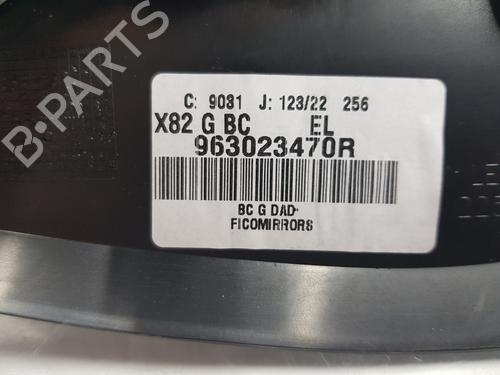 C: 9031 J: 123/22 256
X82 G BC EL
963023470R
BC G DAD-
FICOMIRRORS
B-PARTS